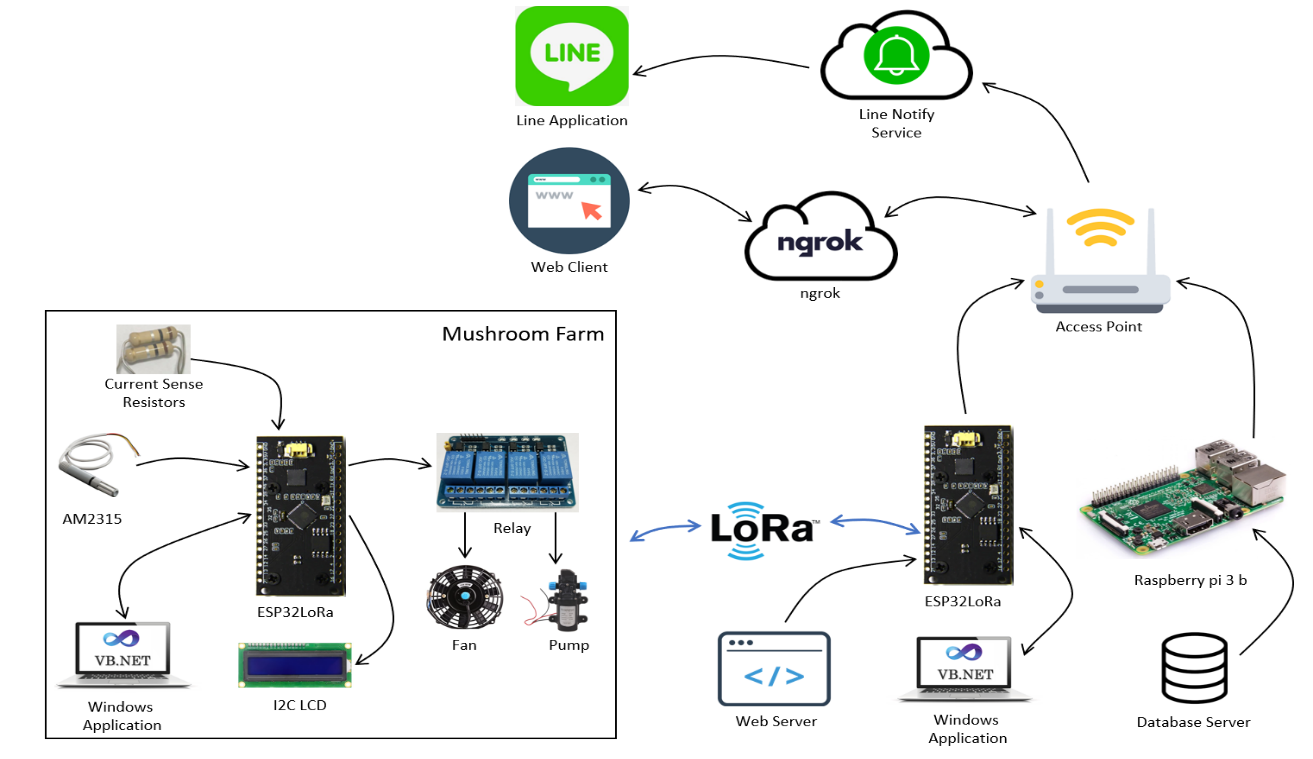 LINE
Line Application
Line Notify
Service
www
www
Web Client
ngrok
ngrok
Access Point
Mushroom Farm
Current Sense
Resistors
AM2315
ESP32LoRa
Relay
Fan
Pump
VB.NET
Windows
Application
I2C LCD
LoRa™
ESP32LoRa
Raspberry pi 3 b
</>
Web Server
VB.NET
Windows
Application
Database Server